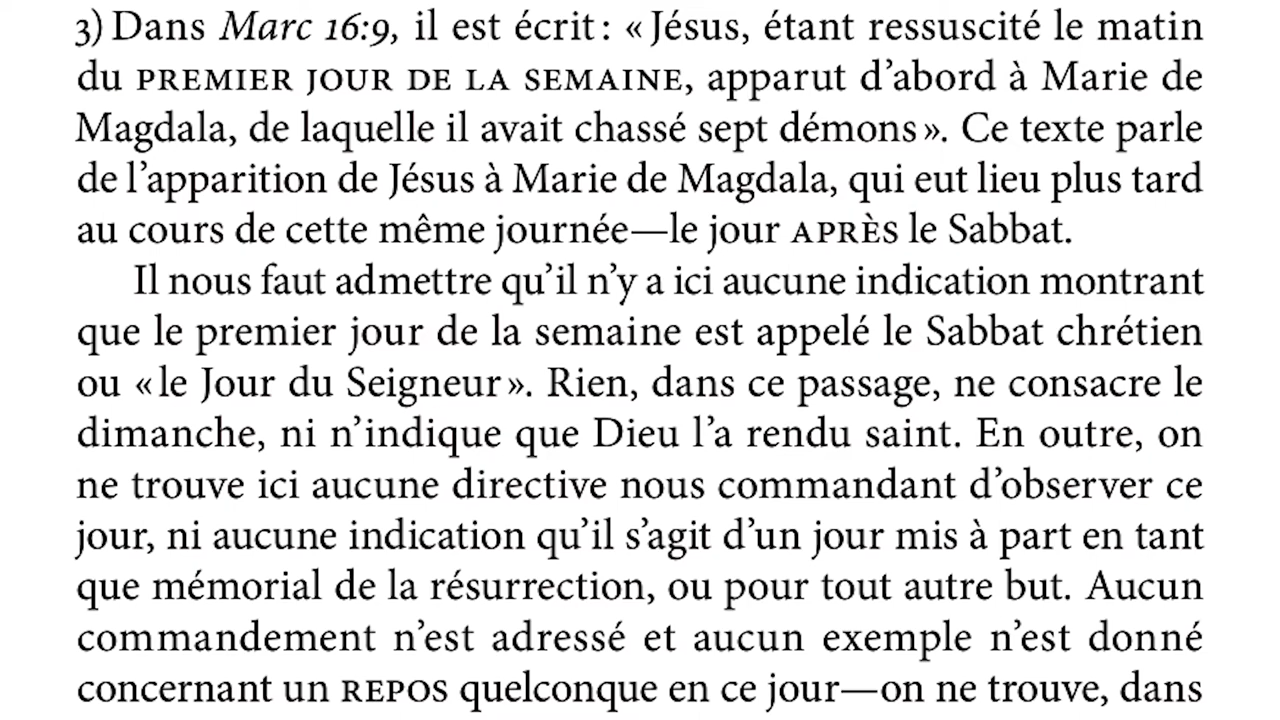 3) Dans Marc 16:9, il est écrit : « Jésus, étant ressuscité le matin
du PREMIER JOUR DE LA SEMAINE, apparut d’abord à Marie de
Magdala, de laquelle il avait chassé sept démons ». Ce texte parle
de l’apparition de Jésus à Marie de Magdala, qui eut lieu plus tard
au cours de cette même journée—le jour APRÈS le Sabbat.
Il nous faut admettre qu’il n’y a ici aucune indication montrant
que le premier jour de la semaine est appelé le Sabbat chrétien
ou « le Jour du Seigneur ». Rien, dans ce passage, ne consacre le
dimanche, ni n’indique que Dieu l’a rendu saint. En outre, on
ne trouve ici aucune directive nous commandant d’observer ce
jour, ni aucune indication qu’il s’agit d’un jour mis à part en tant
que mémorial de la résurrection, ou pour tout autre but. Aucun
commandement n’est adressé et aucun exemple n’est donné
concernant un REPOS quelconque en ce jour—on ne trouve, dans